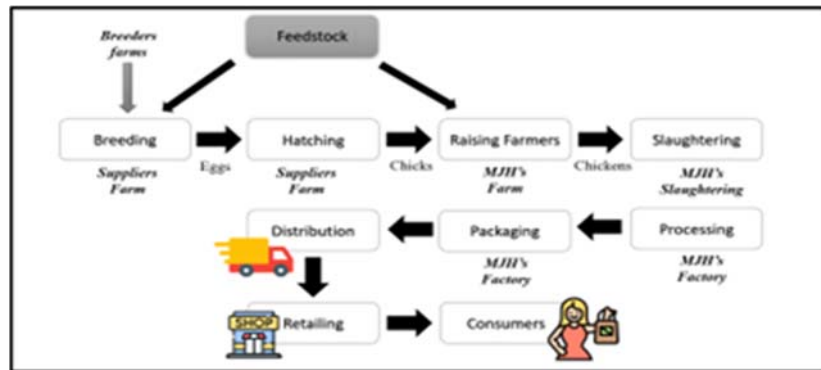 Breeders
farms
Feedstock
Breeding
Eggs
Hatching
Chicks
Raising Farmers
Chickens
Slaughtering
Suppliers
Farm
Suppliers
Farm
MJH's
Farm
MJH's
Slaughtering
Distribution
Packaging
Processing
MJH's
Factory
MJH's
Factory
SHOP
Retailing
Consumers